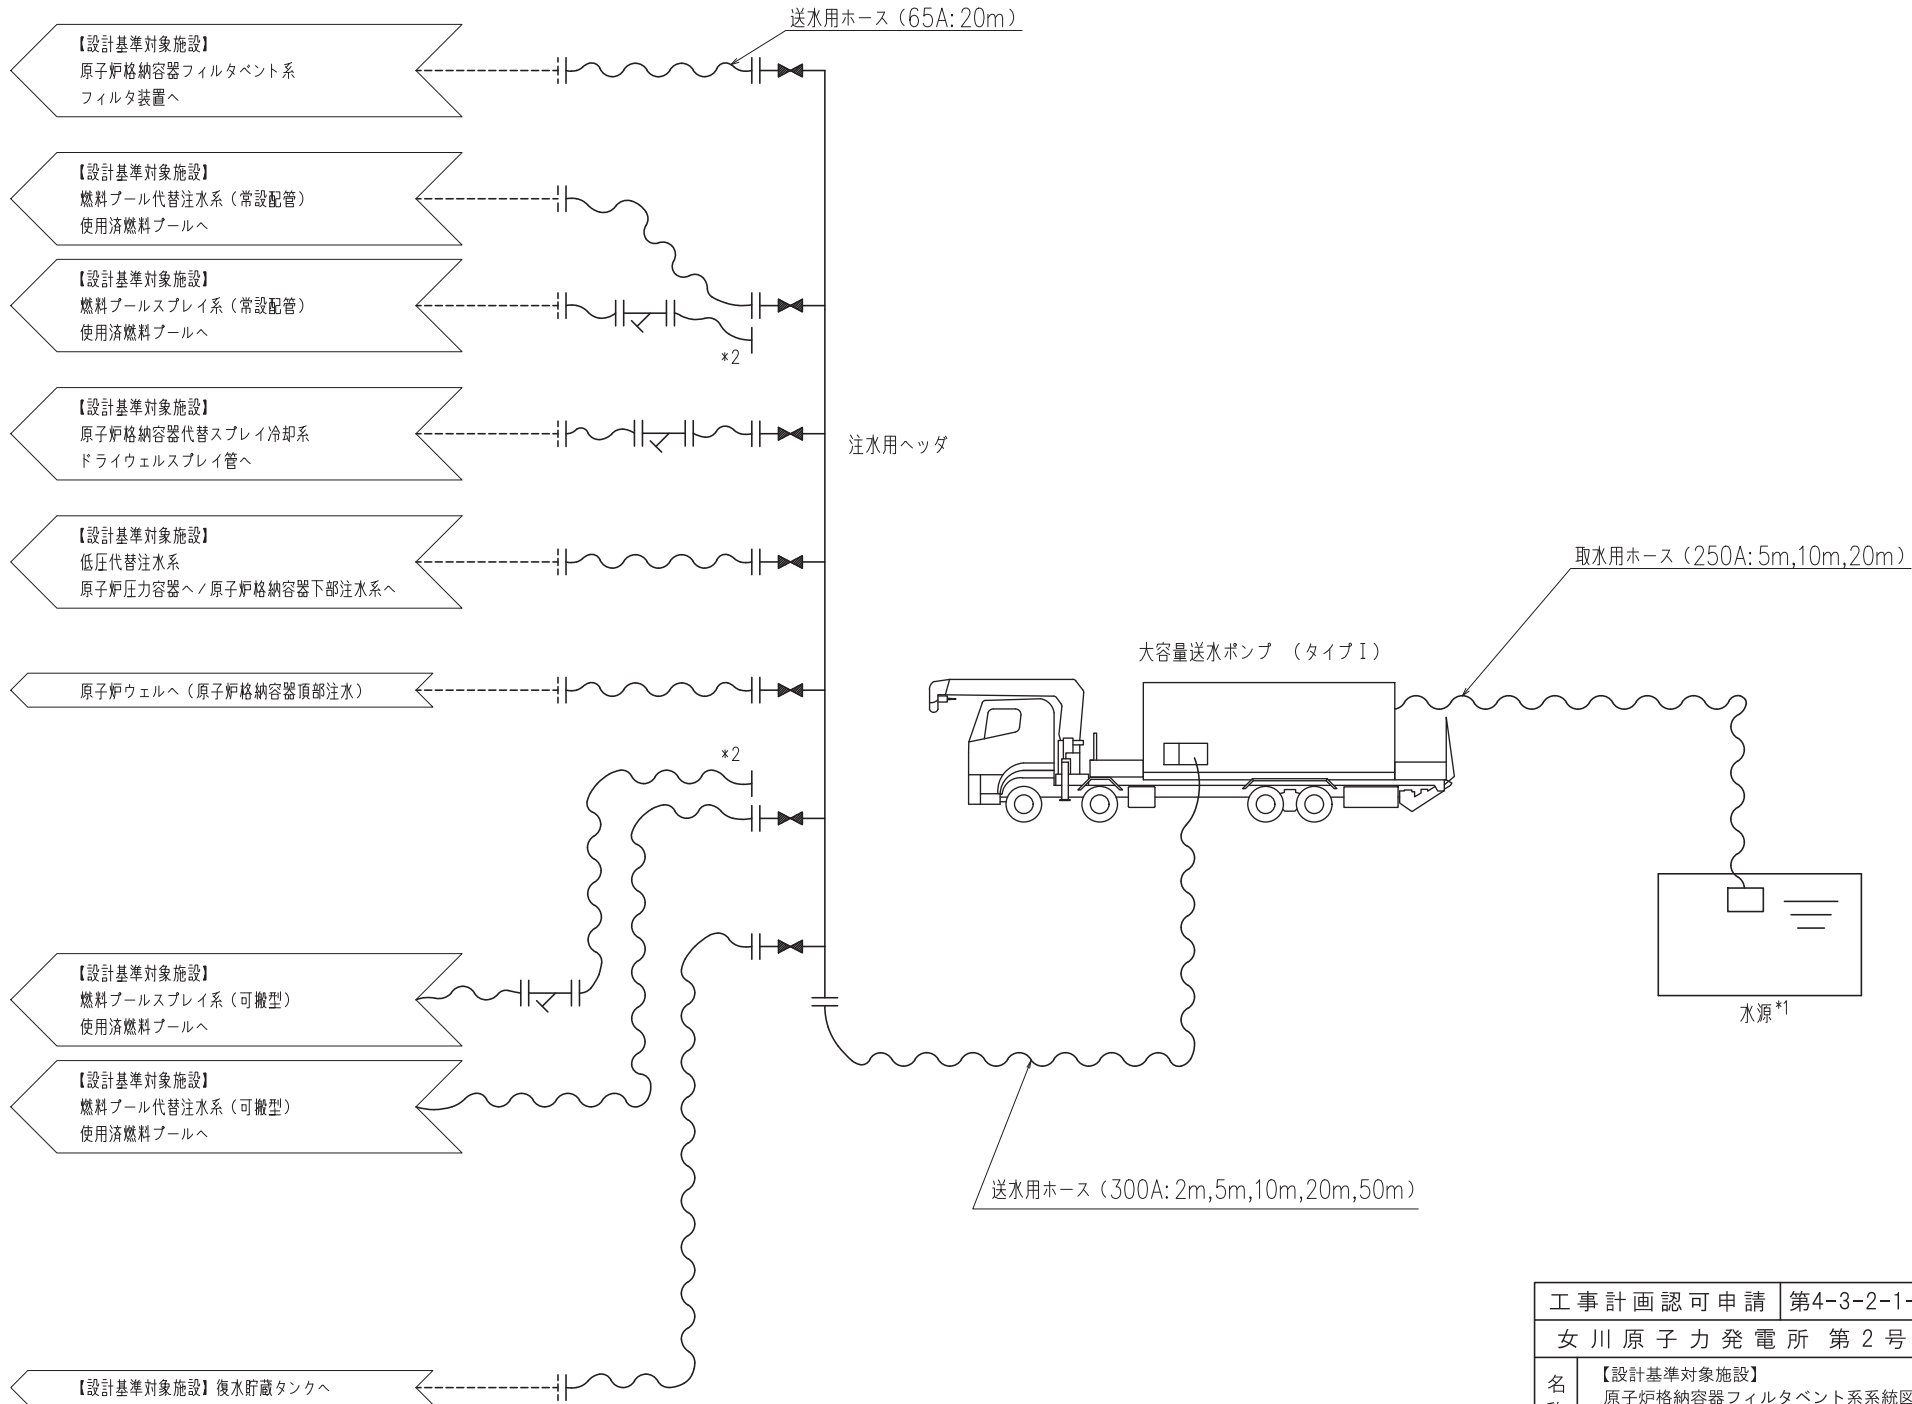 送水用ホース（65A：20m）
【設計基準対象施設】
原子炉格納容器フィルタベント系
フィルタ装置へ
【設計基準対象施設】
燃料プール代替注水系（常設配管）
使用済燃料プールへ
【設計基準対象施設】
燃料プールスプレイ系（常設配管）
使用済燃料プールへ
*2
【設計基準対象施設】
原子炉格納容器代替スプレイ冷却系
ドライウェルスプレイ管へ
注水用ヘッダ
【設計基準対象施設】
低圧代替注水系
原子炉圧力容器へ／原子炉格納容器下部注水系へ
取水用ホース（250A：5m,10m,20m）
大容量送水ポンプ （タイプⅠ）
原子炉ウェルへ（原子炉格納容器頂部注水）
*2
【設計基準対象施設】
燃料プールスプレイ系（可搬型）
使用済燃料プールへ
水源*1
【設計基準対象施設】
燃料プール代替注水系（可搬型）
使用済燃料プールへ
送水用ホース（300A：2m,5m,10m,20m,50m）
【設計基準対象施設】復水貯蔵タンクへ
工事計画認可申請 第4-3-2-1-
女川原子力発電所 第2号
名
【設計基準対象施設】
原子炉格納容器フィルタベント系系統図